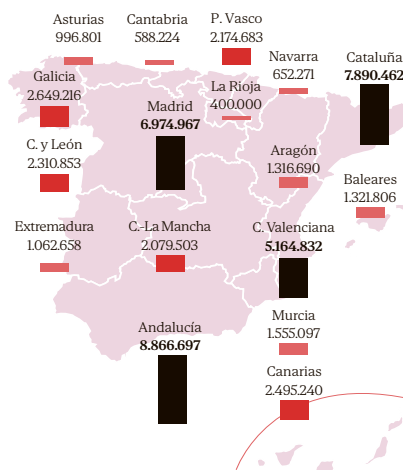 Asturias
996.801
Cantabria
588.224
P. Vasco
2.174.683
Navarra
652.271
Cataluña
7.890.462
Galicia
2.649.216
Madrid
6.974.967
La Rioja
400.000
C. y León
2.310.853
Aragón
1.316.690
Baleares
1.321.806
Extremadura
1.062.658
C.-La Mancha
2.079.503
C. Valenciana
5.164.832
Andalucía
8.866.697
Murcia
1.555.097
Canarias
2.495.240